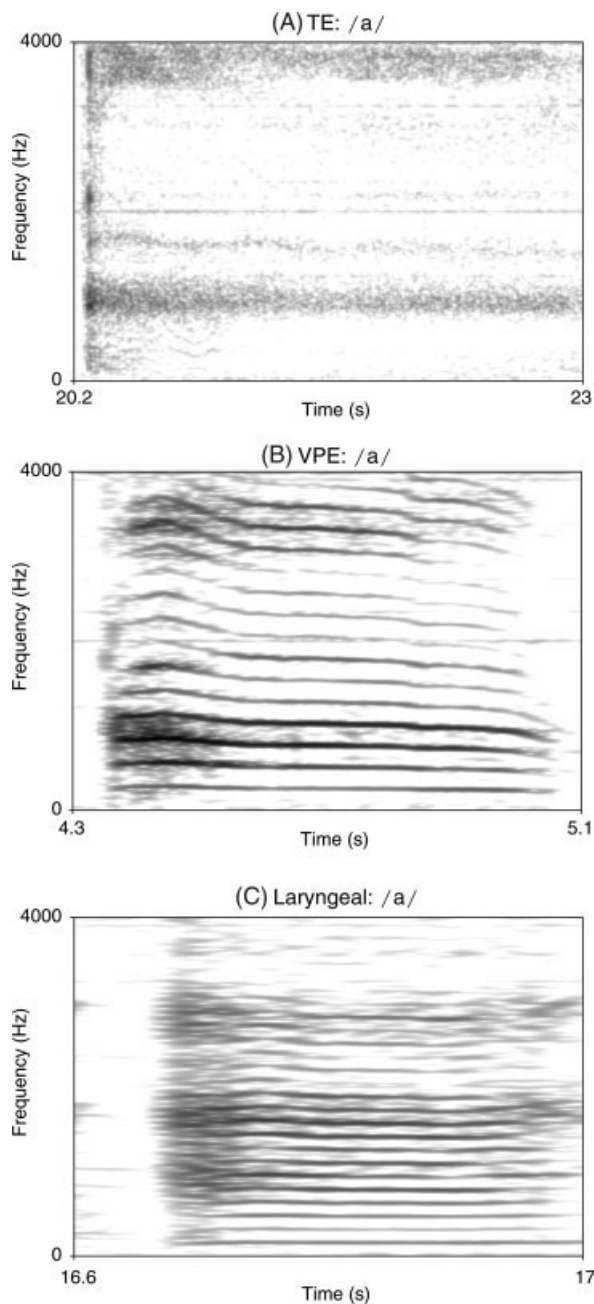 (A) TE: /a/
4000
Frequency (Hz)
0
20.2
23
Time (s)
(B) VPE: /a/
4000
Frequency (Hz)
0
4.3
5.1
Time (s)
(C) Laryngeal: /a/
4000
Frequency (Hz)
0
16.6
17
Time (s)